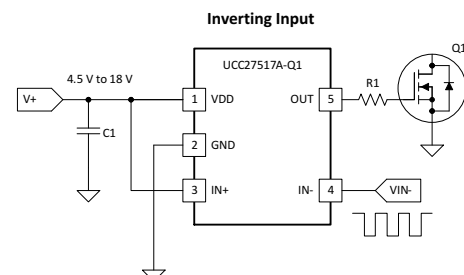 Inverting Input
Q1
UCC27517A-Q1
4.5 V to 18 V
R1
V+
1 VDD
OUT 5
C1
2 GND
3 IN+
IN- 4
VIN-